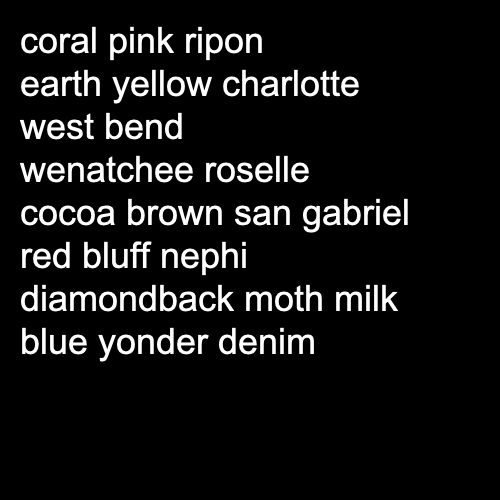 coral pink ripon
earth yellow charlotte
west bend
wenatchee roselle
cocoa brown san gabriel
red bluff nephi
diamondback moth milk
blue yonder denim